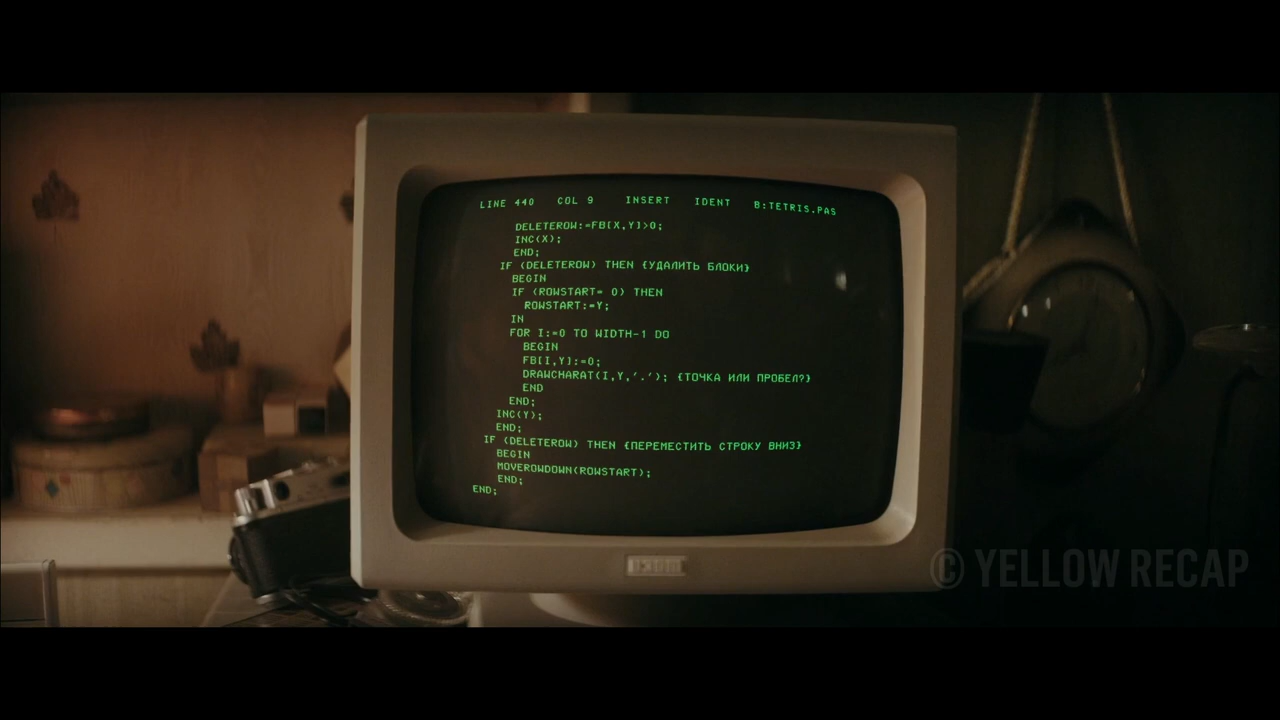 LINE 440 COL 9 INSERT IDENT B:TETRIS.PAS
DELETEROW:=FB[X,Y]>0;
INC(X);
END;
IF (DELETEROW) THEN {УДАЛИТЬ БЛОКИ}
BEGIN
IF (ROWSTART= 0) THEN
ROWSTART:=Y;
IN
FOR I:=0 TO WIDTH-1 DO
BEGIN
FB[I,Y]:=0;
DRAWCHARAT(I,Y,'.'); {ТОЧКА ИЛИ ПРОБЕЛ?}
END
END;
INC(Y);
END;
IF (DELETEROW) THEN {ПЕРЕМЕСТИТЬ СТРОКУ ВНИЗ}
BEGIN
MOVEROWDOWN(ROWSTART);
END;
END;
© YELLOW RECAP